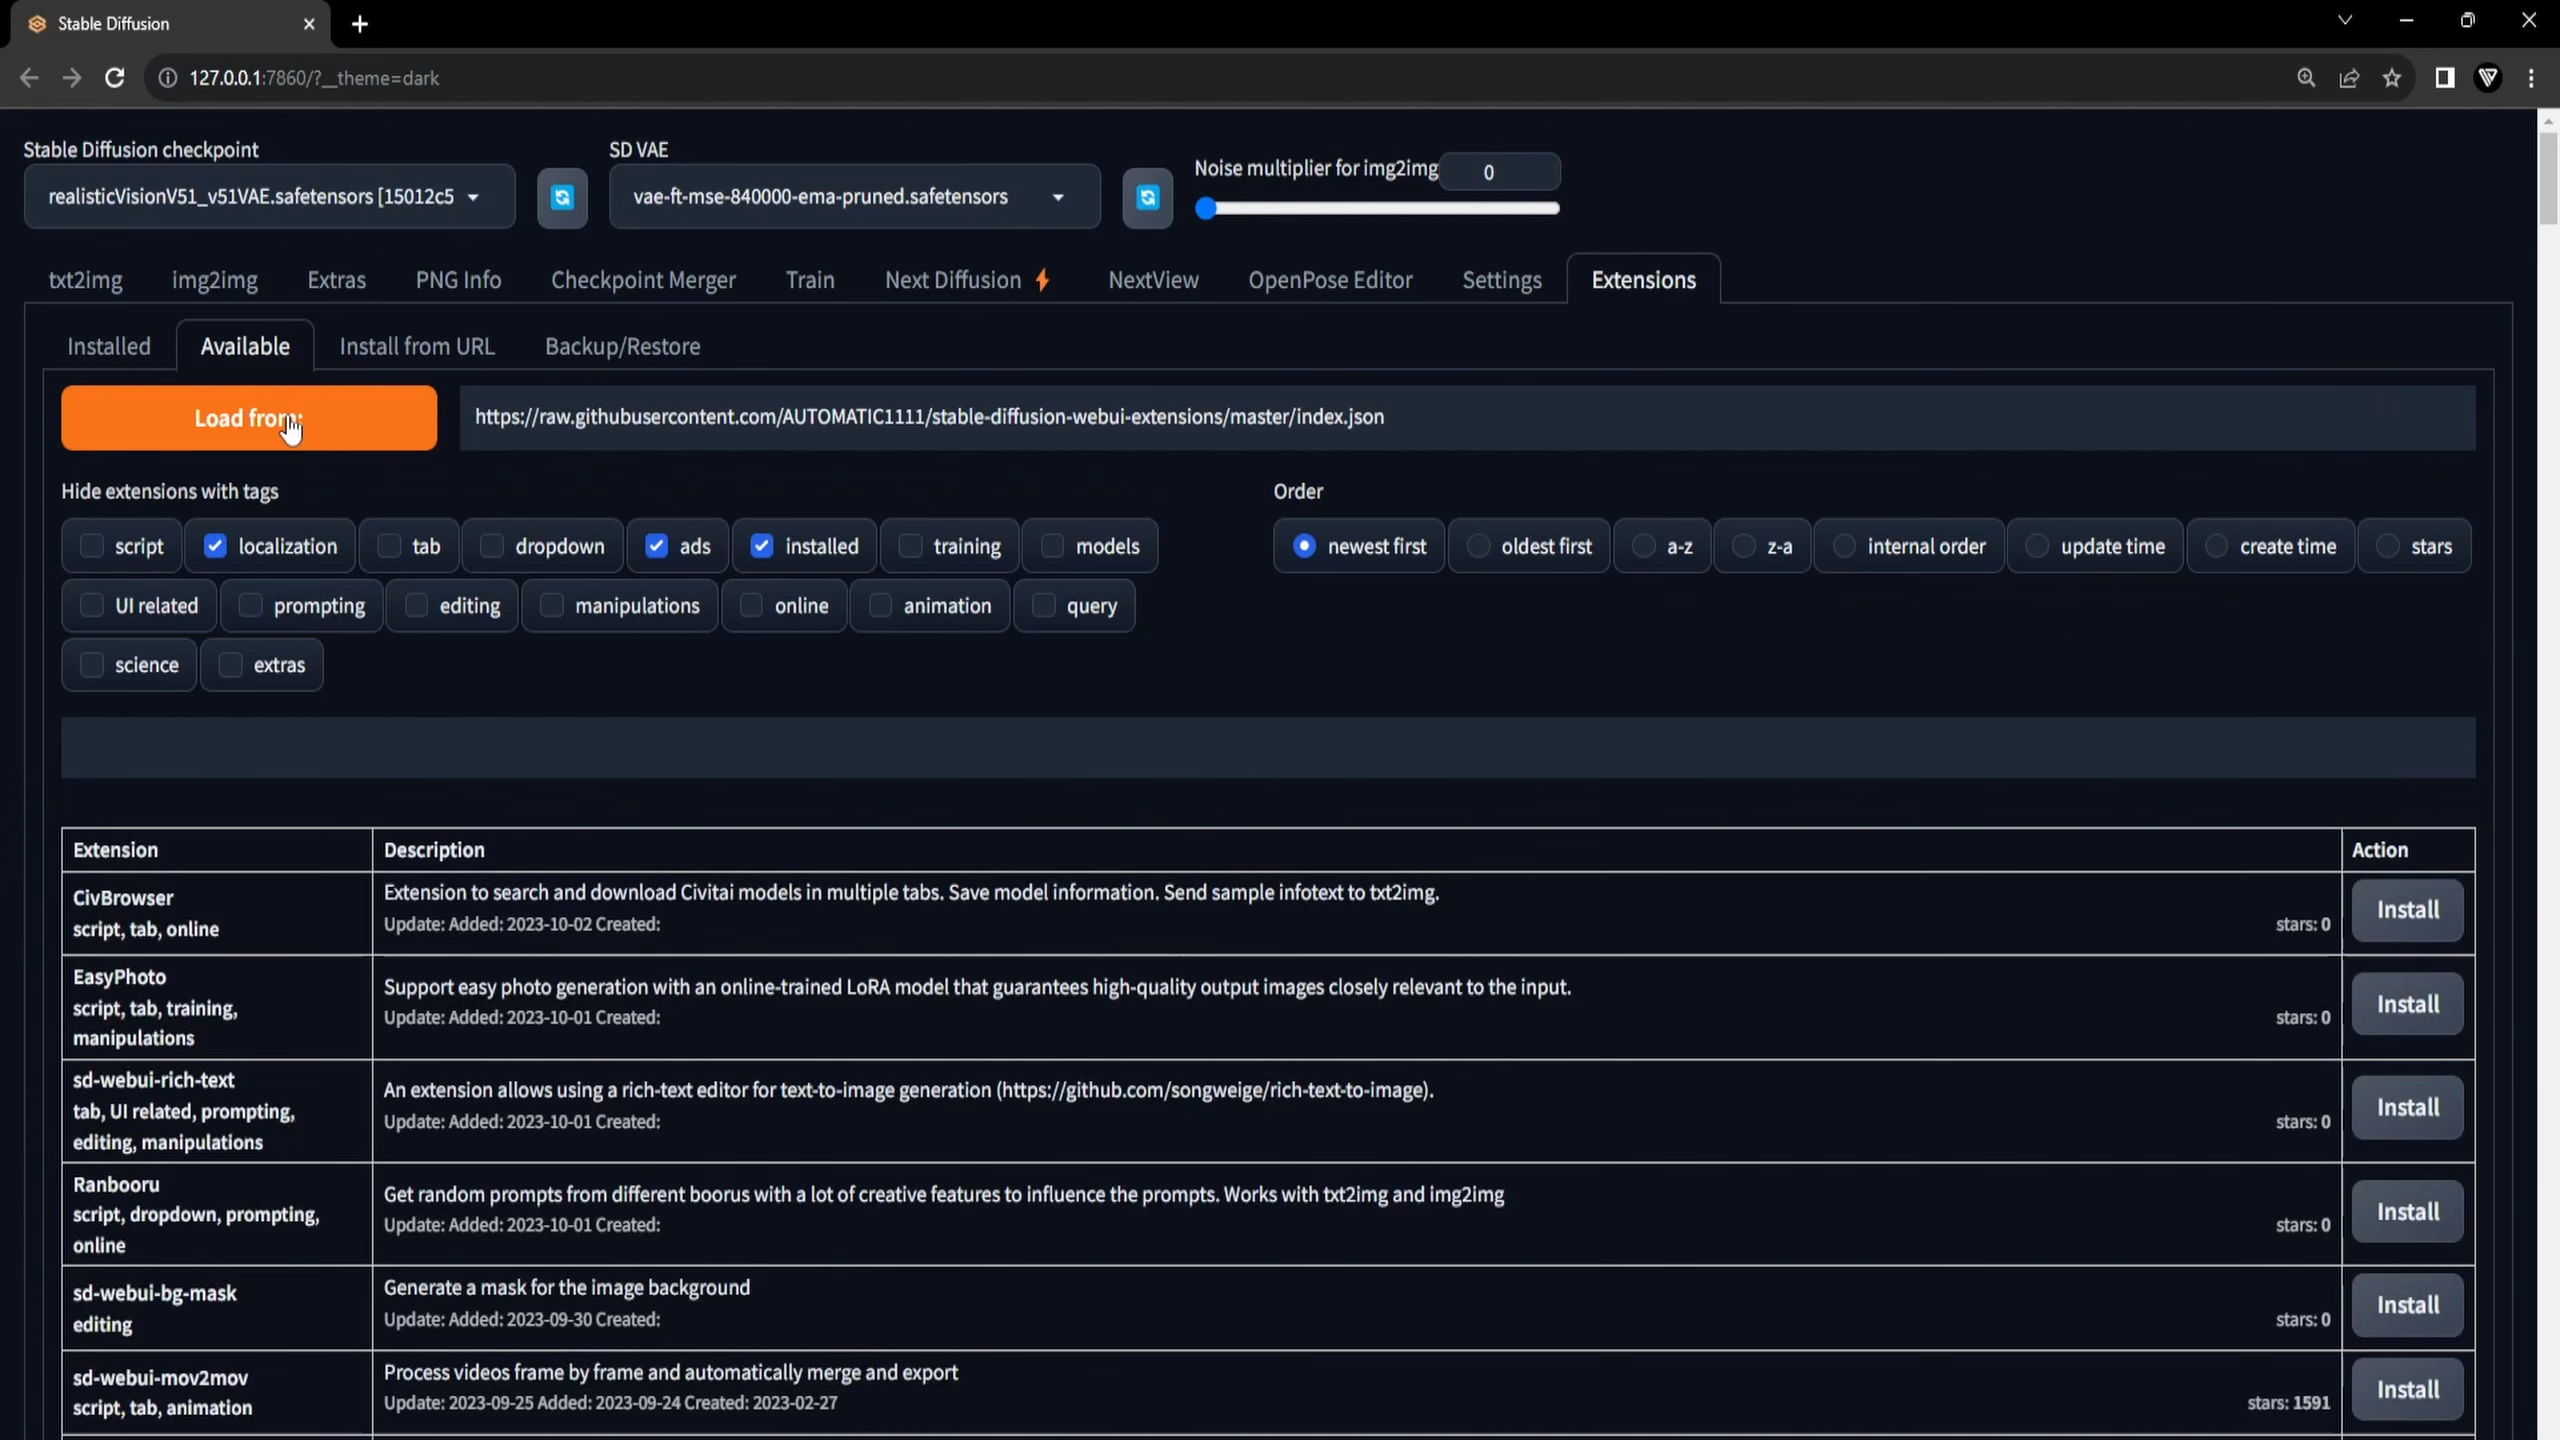 Stable Diffusion
127.0.0.1:7860/?__theme=dark
Stable Diffusion checkpoint
SD VAE
Noise multiplier for img2img
0
realisticVisionV51_v51VAE.safetensors [15012c5
vae-ft-mse-840000-ema-pruned.safetensors
txt2img img2img Extras PNG Info Checkpoint Merger Train Next Diffusion NextView OpenPose Editor Settings Extensions
Installed Available Install from URL Backup/Restore
Load from:
https://raw.githubusercontent.com/AUTOMATIC1111/stable-diffusion-webui-extensions/master/index.json
Hide extensions with tags
Order
script localization tab dropdown ads installed training models
newest first oldest first a-z z-a internal order update time create time stars
UI related prompting editing manipulations online animation query
science extras
Extension Description Action
CivBrowser
script, tab, online
Extension to search and download Civitai models in multiple tabs. Save model information. Send sample infotext to txt2img.
Update: Added: 2023-10-02 Created:
stars: 0
Install
EasyPhoto
script, tab, training,
manipulations
Support easy photo generation with an online-trained LoRA model that guarantees high-quality output images closely relevant to the input.
Update: Added: 2023-10-01 Created:
stars: 0
Install
sd-webui-rich-text
tab, UI related, prompting,
editing, manipulations
An extension allows using a rich-text editor for text-to-image generation (https://github.com/songweige/rich-text-to-image).
Update: Added: 2023-10-01 Created:
stars: 0
Install
Ranbooru
script, dropdown, prompting,
online
Get random prompts from different boorus with a lot of creative features to influence the prompts. Works with txt2img and img2img
Update: Added: 2023-10-01 Created:
stars: 0
Install
sd-webui-bg-mask
editing
Generate a mask for the image background
Update: Added: 2023-09-30 Created:
stars: 0
Install
sd-webui-mov2mov
script, tab, animation
Process videos frame by frame and automatically merge and export
Update: 2023-09-25 Added: 2023-09-24 Created: 2023-02-27
stars: 1591
Install